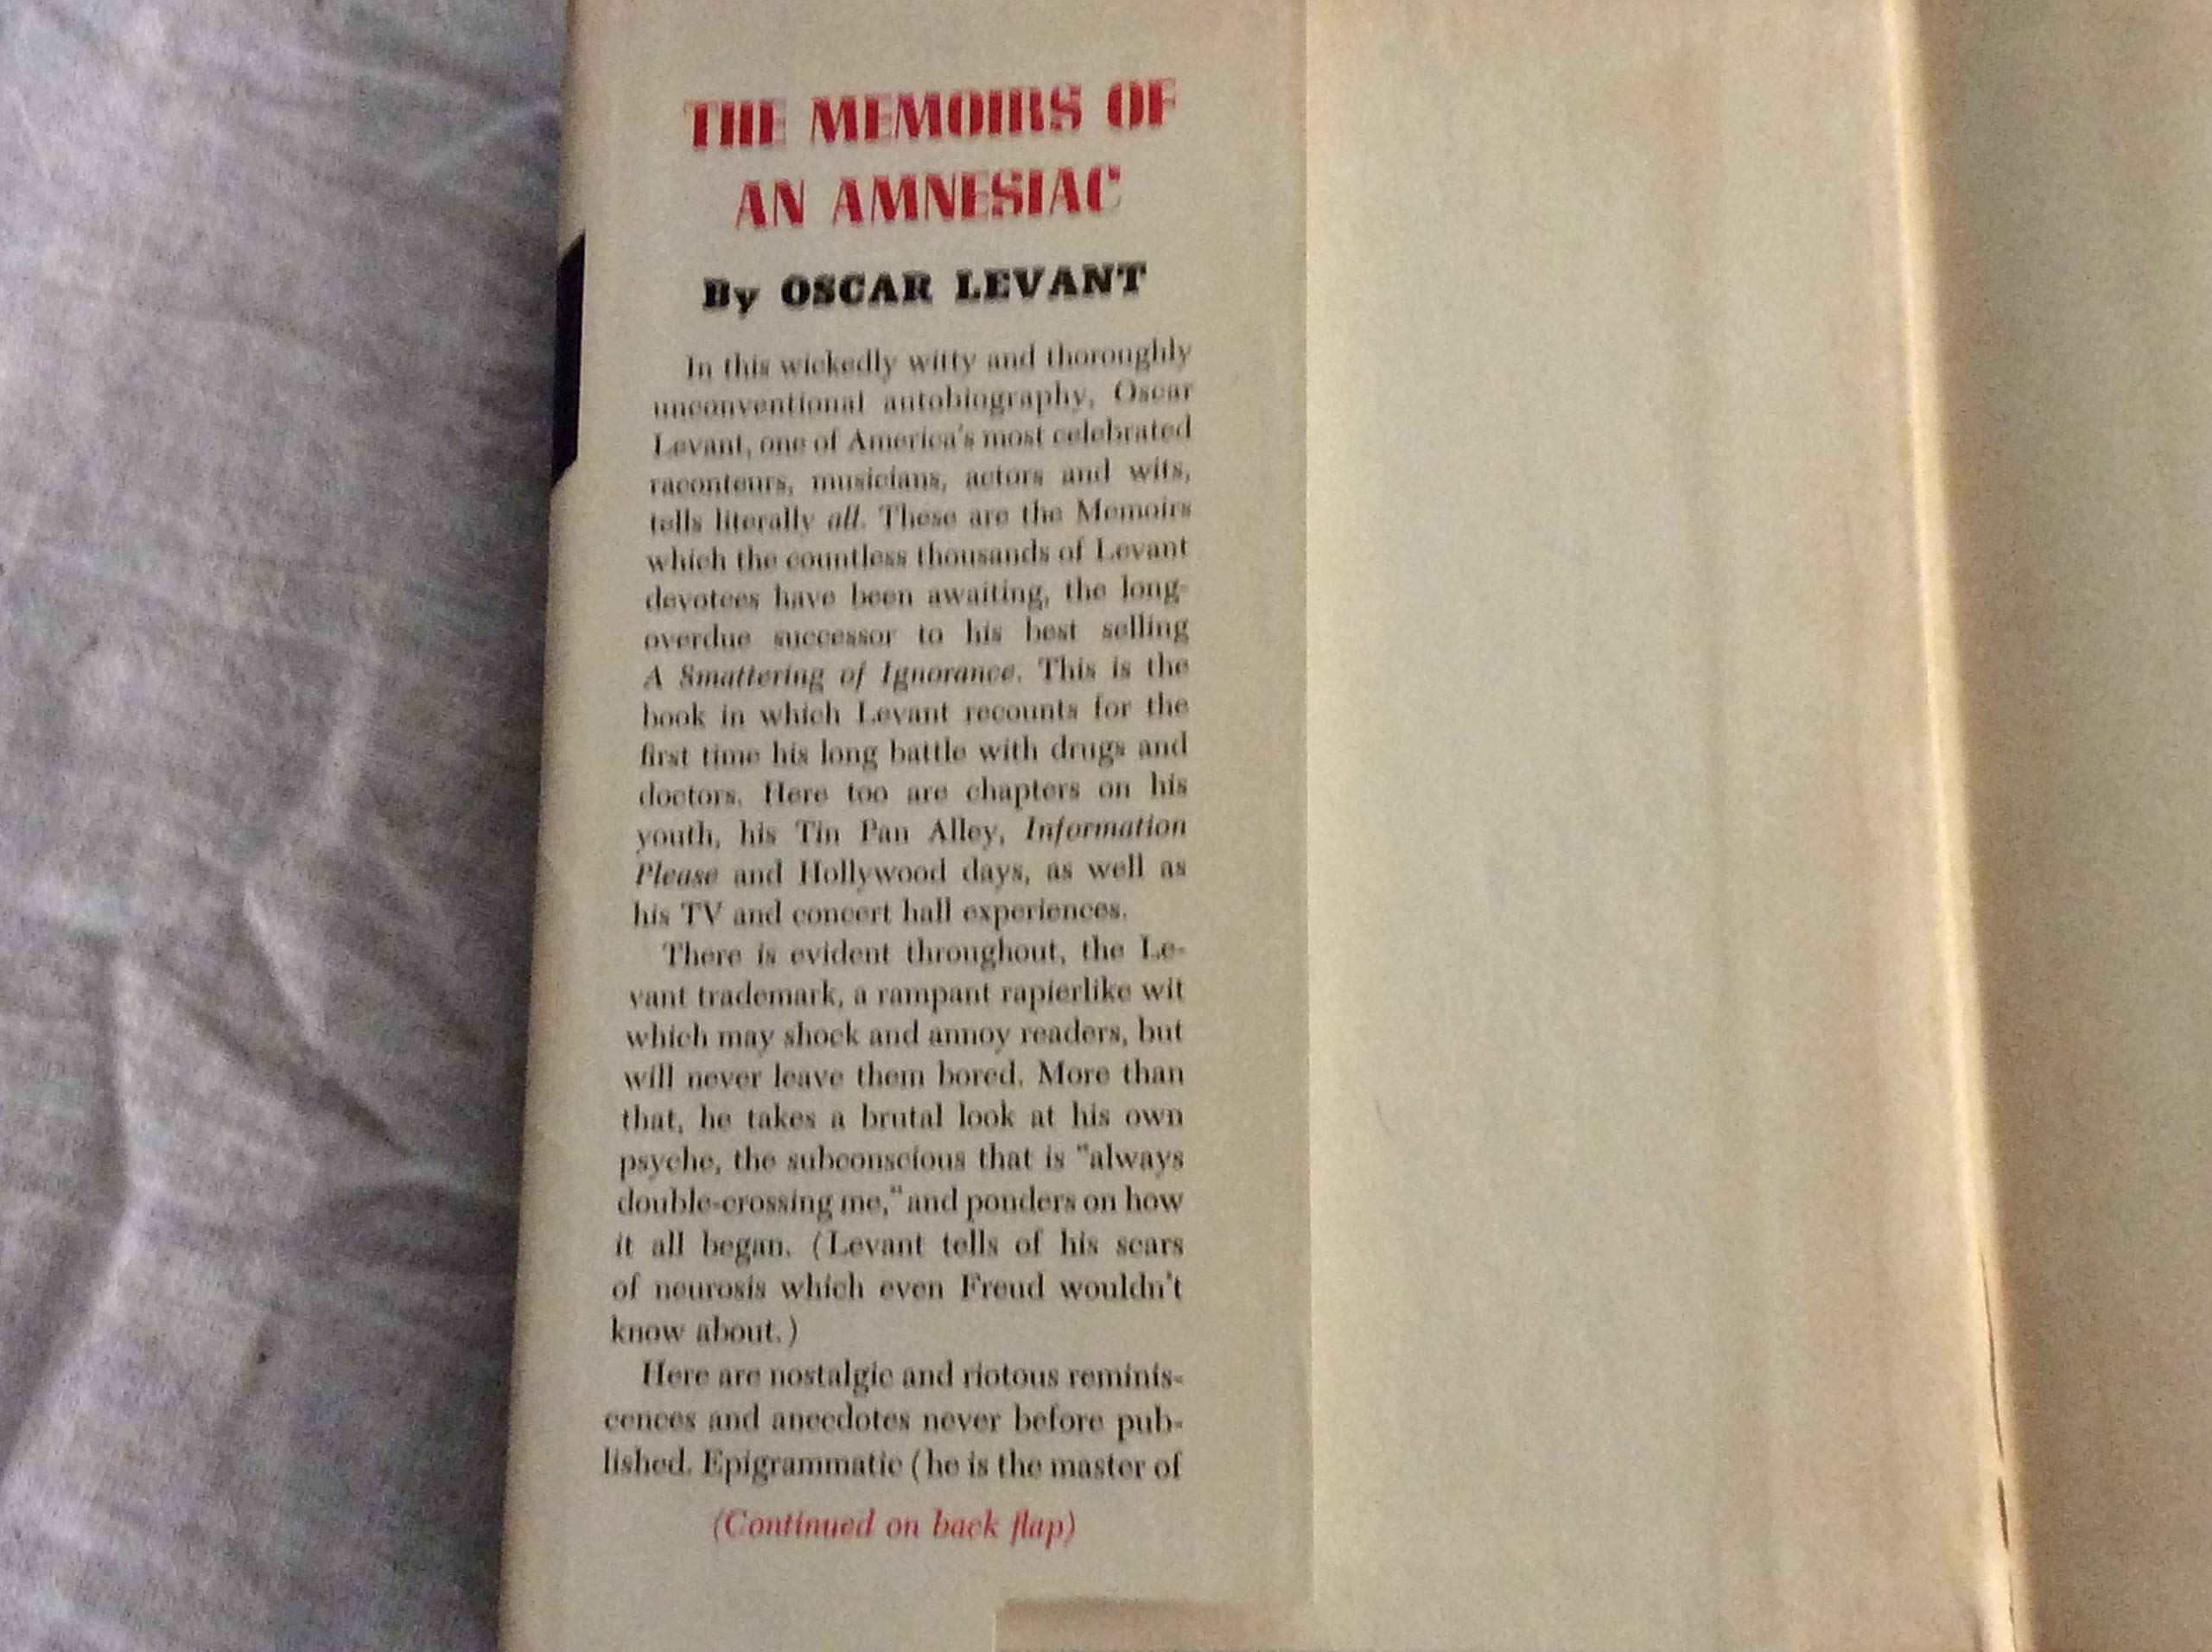 THE MEMOIRS OF
AN AMNESIAC
By OSCAR LEVANT
In this wickedly witty and thoroughly
unconventional autobiography, Oscar
Levant, one of America's most celebrated
raconteurs, musicians, actors and wits,
tells literally all. These are the Memoirs
which the countless thousands of Levant
devotees have been awaiting, the long-
overdue successor to his best selling
A Smattering of Ignorance. This is the
book in which Levant recounts for the
first time his long battle with drugs and
doctors. Here too are chapters on his
youth, his Tin Pan Alley, Information
Please and Hollywood days, as well as
his TV and concert hall experiences.
There is evident throughout, the Le-
vant trademark, a rampant rapierlike wit
which may shock and annoy readers, but
will never leave them bored. More than
that, he takes a brutal look at his own
psyche, the subconscious that is "always
double-crossing me," and ponders on how
it all began. (Levant tells of his scars
of neurosis which even Freud wouldn't
know about.)
Here are nostalgic and riotous reminis-
cences and anecdotes never before pub-
lished. Epigrammatic (he is the master of
(Continued on back flap)